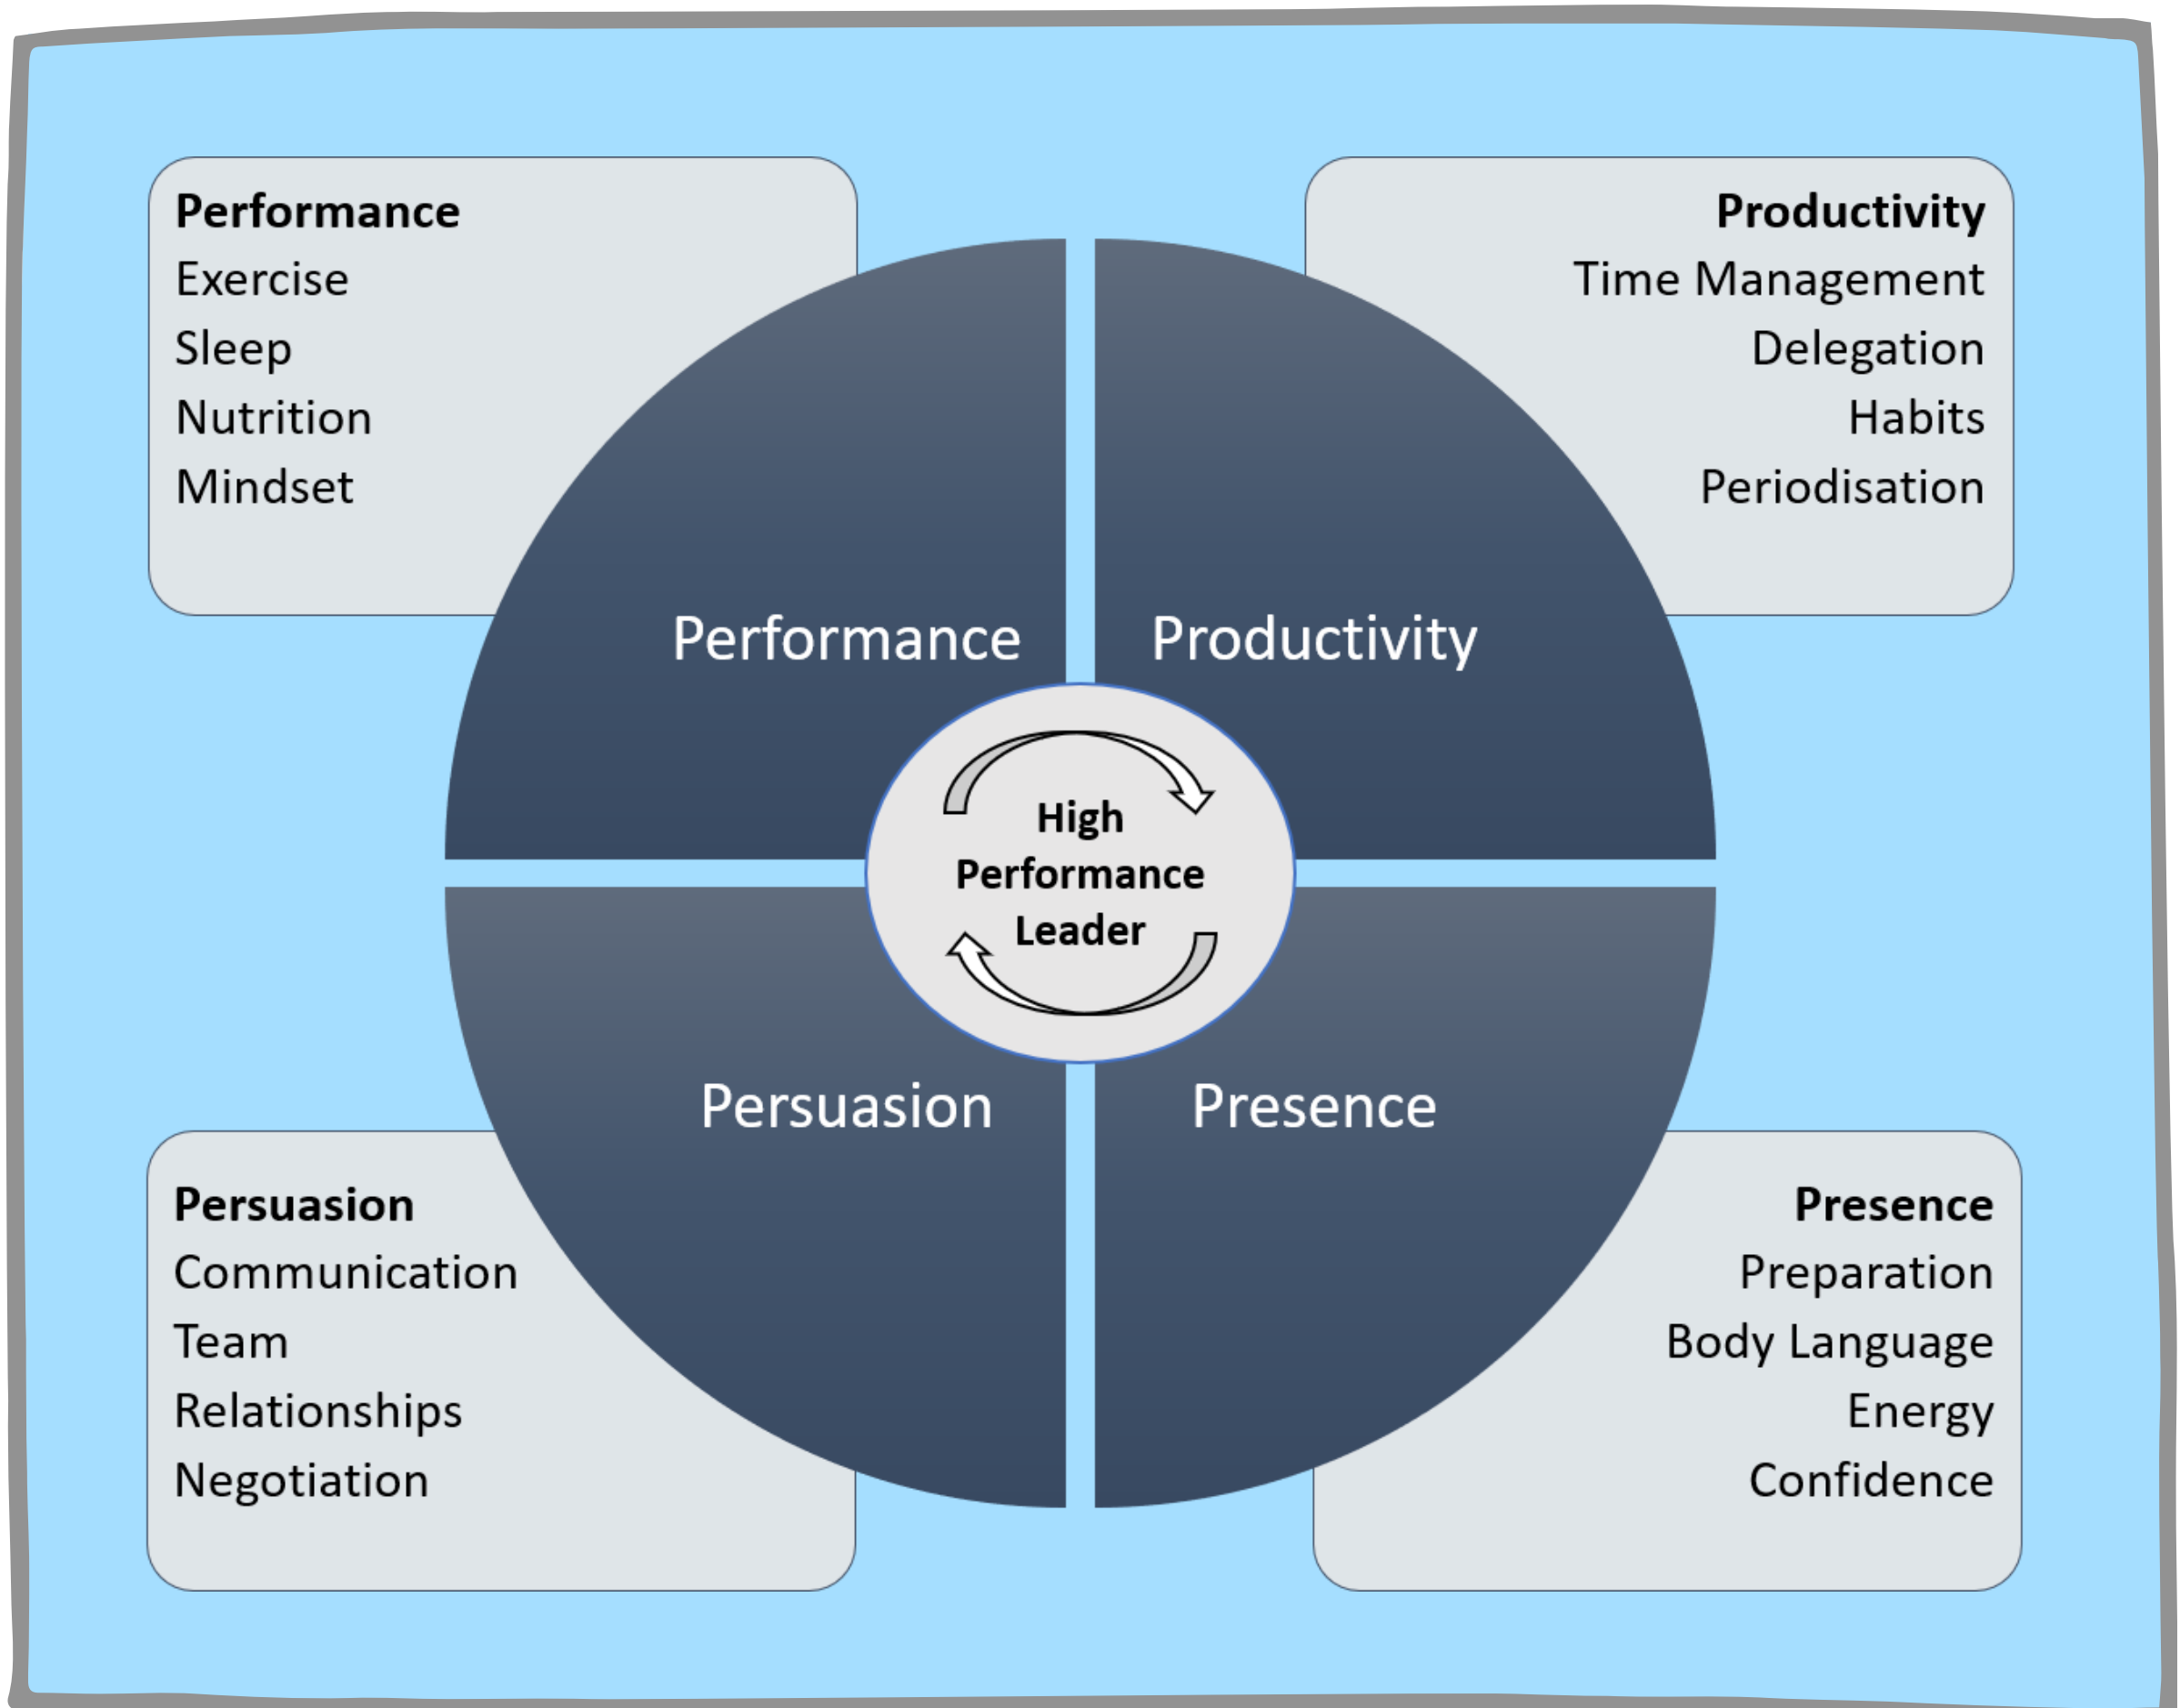 Performance
Exercise
Sleep
Nutrition
Mindset
Productivity
Time Management
Delegation
Habits
Periodisation
Performance
Productivity
High
Performance
Leader
Persuasion
Presence
Persuasion
Communication
Team
Relationships
Negotiation
Presence
Preparation
Body Language
Energy
Confidence